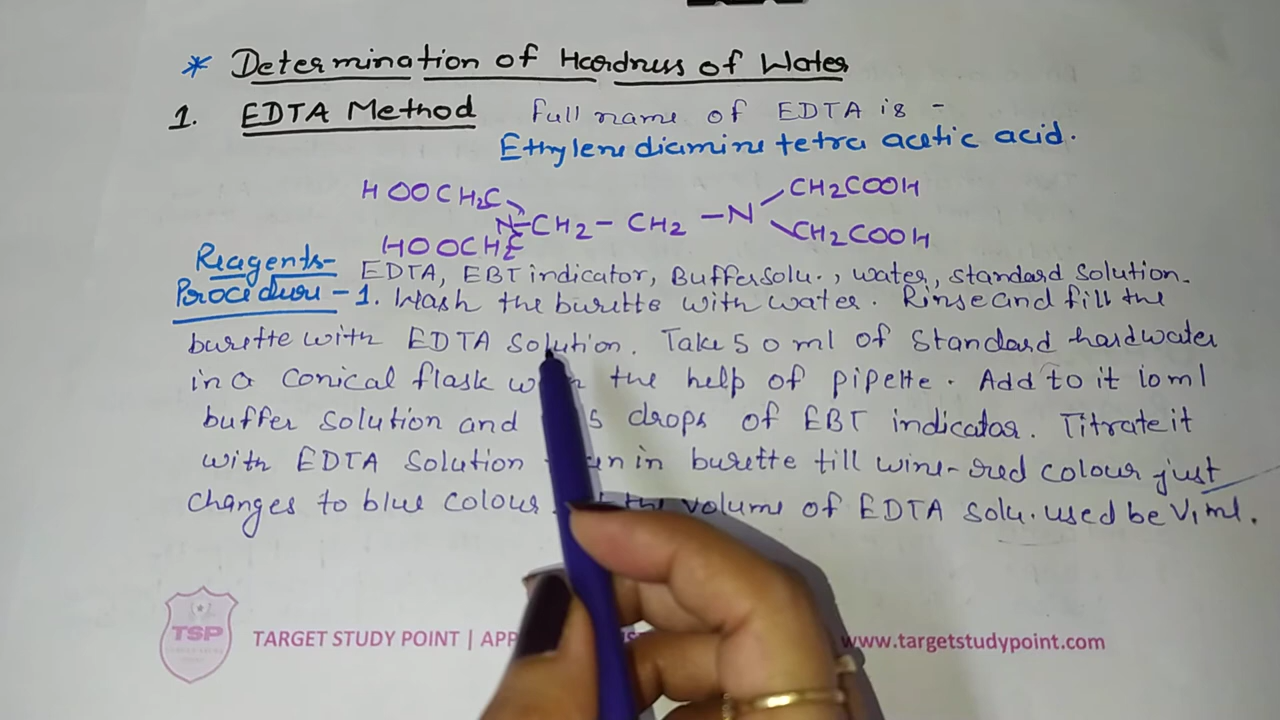 * Determination of Hardness of Water
1. EDTA Method Full name of EDTA is -
Ethylene diamine tetra acetic acid.
HOOCH2C CH2COOH
N-CH2- CH2 -N
HOOCH2C CH2COOH
Reagents- EDTA, EBT indicator, Buffer Solu., water, standard solution.
Procedure - 1. Wash the burette with water. Rinse and fill the
burette with EDTA Solution. Take 50 ml of Standard hard water
in a conical flask the help of pipette. Add to it 10 ml
buffer solution and drops of EBT indicator. Titrate it
with EDTA Solution in burette till wine-red colour just
changes to blue colour. the volume of EDTA solu. used be V1 ml.
TSP
TARGET STUDY POINT | APP
www.targetstudypoint.com